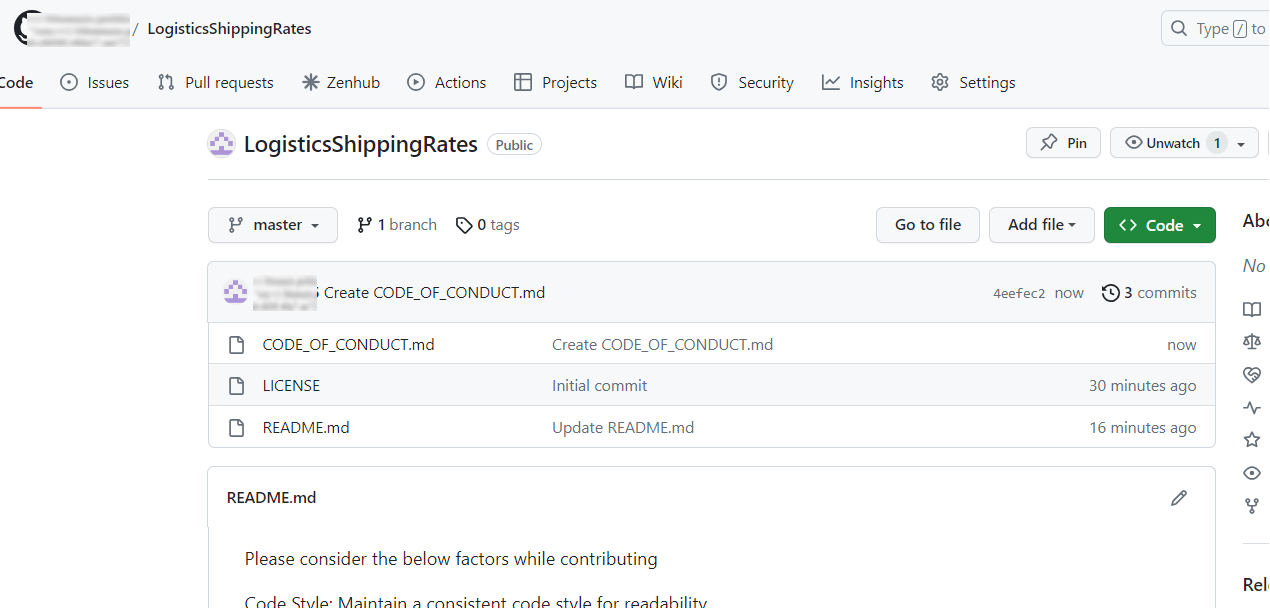 / LogisticsShippingRates
Type / to
Code Issues Pull requests Zenhub Actions Projects Wiki Security Insights Settings
LogisticsShippingRates Public
Pin Unwatch 1
master 1 branch 0 tags
Go to file Add file Code
Create CODE_OF_CONDUCT.md 4eefec2 now 3 commits
CODE_OF_CONDUCT.md Create CODE_OF_CONDUCT.md now
LICENSE Initial commit 30 minutes ago
README.md Update README.md 16 minutes ago
README.md
Please consider the below factors while contributing
Code Style: Maintain a consistent code style for readability
Abo
No
Rel